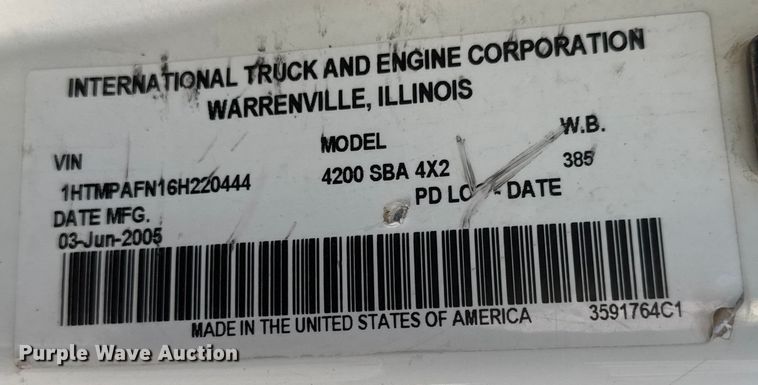 INTERNATIONAL TRUCK AND ENGINE CORPORATION
WARRENVILLE, ILLINOIS
VIN MODEL W.B.
1HTMPAFN16H220444 4200 SBA 4X2 385
DATE MFG. PD LO - DATE
03-Jun-2005
MADE IN THE UNITED STATES OF AMERICA 3591764C1
Purple Wave Auction